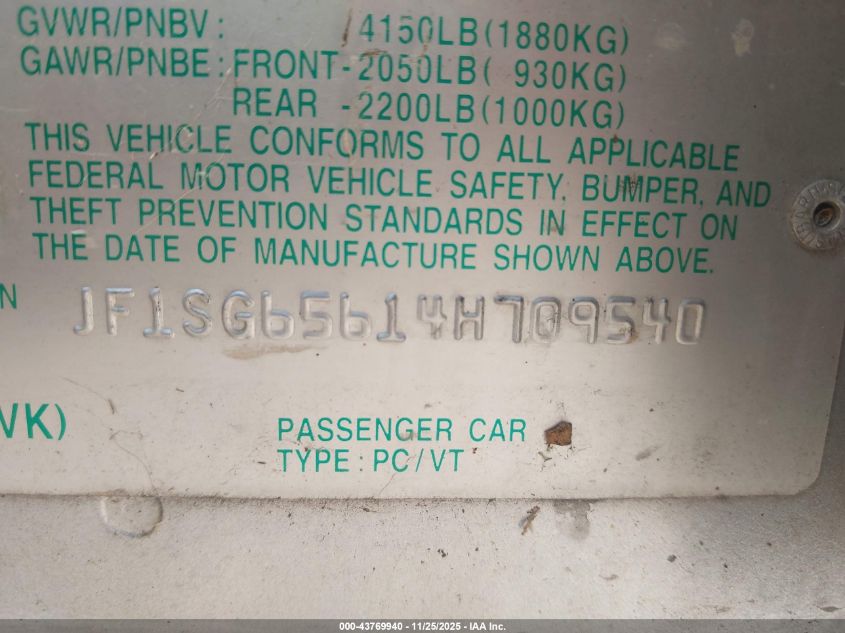 GVWR/PNBV: 4150LB(1880KG)
GAWR/PNBE: FRONT-2050LB( 930KG)
REAR -2200LB(1000KG)
THIS VEHICLE CONFORMS TO ALL APPLICABLE
FEDERAL MOTOR VEHICLE SAFETY, BUMPER, AND
THEFT PREVENTION STANDARDS IN EFFECT ON
THE DATE OF MANUFACTURE SHOWN ABOVE.
N JF1SG65614H709540
VK)
PASSENGER CAR
TYPE: PC/VT
000-43769940 - 11/25/2025 - IAA Inc.